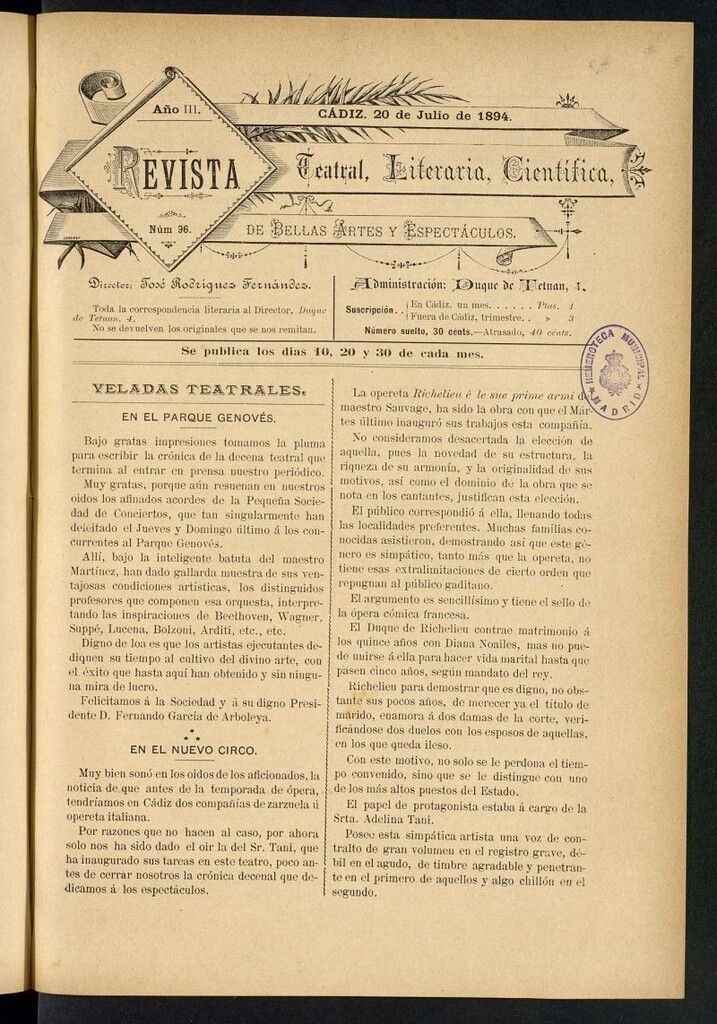 Año III.
CÁDIZ. 20 de Julio de 1894.
REVISTA
Teatral, Literaria, Científica,
Núm 96.
DE BELLAS ARTES Y ESPECTÁCULOS.
Director: José Rodríguez Fernández.
Toda la correspondencia literaria al Director, Duque
de Tetuan, 4.
No se devuelven los originales que se nos remitan.
Administración: Duque de Tetuan, 4.
Suscripción.. En Cádiz, un mes. . . . . . Ptas. 1
Fuera de Cádiz, trimestre. . » 3
Número suelto, 30 cents.—Atrasado, 40 cents.
Se publica los dias 10, 20 y 30 de cada mes.
HEMEROTECA MUNICIPAL
MADRID
VELADAS TEATRALES.
EN EL PARQUE GENOVÉS.
Bajo gratas impresiones tomamos la pluma
para escribir la crónica de la decena teatral que
termina al entrar en prensa nuestro periódico.
Muy gratas, porque aún resuenan en nuestros
oidos los afinados acordes de la Pequeña Socie-
dad de Conciertos, que tan singularmente han
deleitado el Jueves y Domingo último á los con-
currentes al Parque Genovés.
Allí, bajo la inteligente batuta del maestro
Martínez, han dado gallarda muestra de sus ven-
tajosas condiciones artísticas, los distinguidos
profesores que componen esa orquesta, interpre-
tando las inspiraciones de Beethoven, Wagner,
Suppé, Lucena, Bolzoni, Arditi, etc., etc.
Digno de loa es que los artistas ejecutantes de-
diquen su tiempo al cultivo del divino arte, con
el éxito que hasta aquí han obtenido y sin ningu-
na mira de lucro.
Felicitamos á la Sociedad y á su digno Presi-
dente D. Fernando García de Arboleya.
EN EL NUEVO CIRCO.
Muy bien sonó en los oidos de los aficionados, la
noticia de que antes de la temporada de ópera,
tendríamos en Cádiz dos compañías de zarzuela ú
opereta italiana.
Por razones que no hacen al caso, por ahora
solo nos ha sido dado el oir la del Sr. Tani, que
ha inaugurado sus tareas en este teatro, poco an-
tes de cerrar nosotros la crónica decenal que de-
dicamos á los espectáculos.
La opereta Richelieu é le sue prime armi del
maestro Sauvage, ha sido la obra con que el Már-
tes último inauguró sus trabajos esta compañía.
No consideramos desacertada la elección de
aquella, pues la novedad de su estructura, la
riqueza de su armonía, y la originalidad de sus
motivos, así como el dominio de la obra que se
nota en los cantantes, justifican esta elección.
El público correspondió á ella, llenando todas
las localidades preferentes. Muchas familias co-
nocidas asistieron, demostrando así que este gé-
nero es simpático, tanto más que la opereta, no
tiene esas extralimitaciones de cierto orden que
repugnan al público gaditano.
El argumento es sencillísimo y tiene el sello de
la ópera cómica francesa.
El Duque de Richelieu contrae matrimonio á
los quince años con Diana Noailes, mas no pue-
de unirse á ella para hacer vida marital hasta que
pasen cinco años, según mandato del rey.
Richelieu para demostrar que es digno, no obs-
tante sus pocos años, de merecer ya el título de
marido, enamora á dos damas de la corte, veri-
ficándose dos duelos con los esposos de aquellas,
en los que queda ileso.
Con este motivo, no solo se le perdona el tiem-
po convenido, sino que se le distingue con uno
de los más altos puestos del Estado.
El papel de protagonista estaba á cargo de la
Srta. Adelina Tani.
Posee esta simpática artista una voz de con-
tralto de gran volumen en el registro grave, dé-
bil en el agudo, de timbre agradable y penetran-
te en el primero de aquellos y algo chillón en el
segundo.